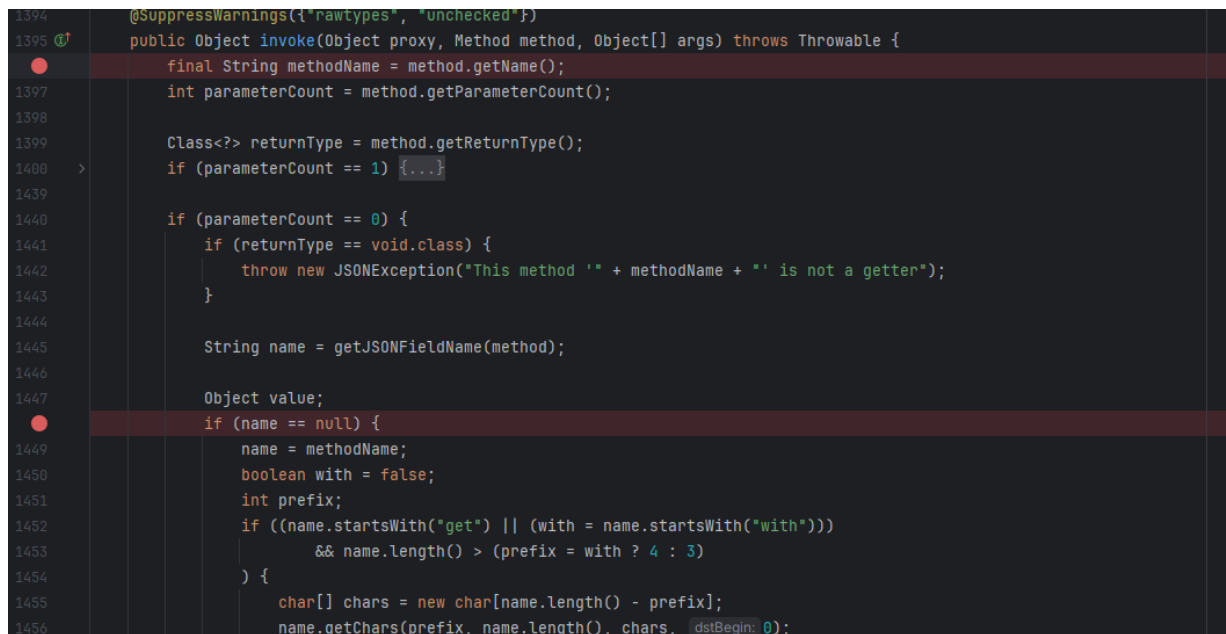 1394 @SuppressWarnings({"rawtypes", "unchecked"})
1395 public Object invoke(Object proxy, Method method, Object[] args) throws Throwable {
final String methodName = method.getName();
1397 int parameterCount = method.getParameterCount();
1398
1399 Class<?> returnType = method.getReturnType();
1400 > if (parameterCount == 1) {...}
1439
1440 if (parameterCount == 0) {
1441 if (returnType == void.class) {
1442 throw new JSONException("This method '" + methodName + "' is not a getter");
1443 }
1444
1445 String name = getJSONFieldName(method);
1446
1447 Object value;
if (name == null) {
1449 name = methodName;
1450 boolean with = false;
1451 int prefix;
1452 if ((name.startsWith("get") || (with = name.startsWith("with")))
1453 && name.length() > (prefix = with ? 4 : 3)
1454 ) {
1455 char[] chars = new char[name.length() - prefix];
1456 name.getChars(prefix, name.length(), chars, dstBegin: 0);